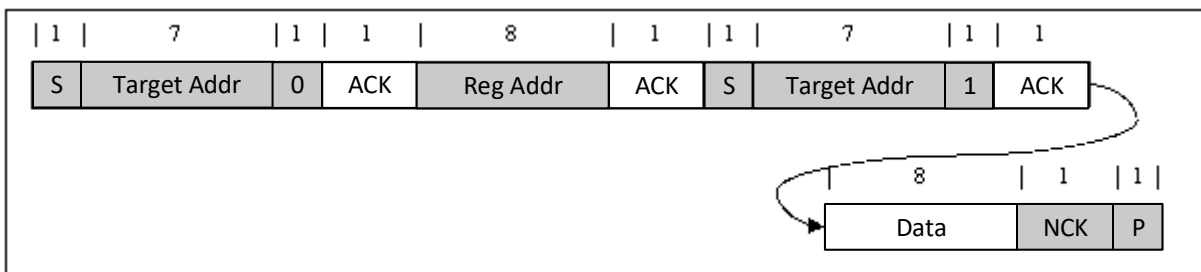 | 1 | 7 | 1 | 1 | 8 | 1 | 1 | 7 | 1 | 1
S Target Addr 0 ACK Reg Addr ACK S Target Addr 1 ACK
| 8 | 1 | 1 |
Data NCK P